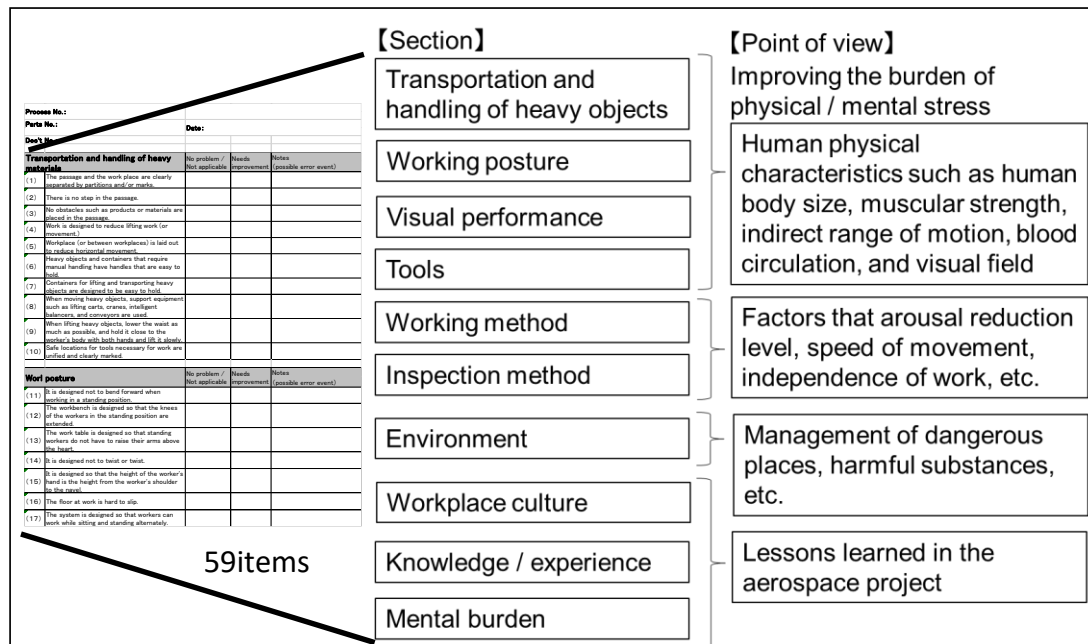 Process No.:
Parts No.:
Date:
Transportation and handling of heavy
materials
No problem /
Not applicable
Needs
improvement
Notes
(possible error event)
(1) The passage and the work place are clearly
separated by partitions and/or marks.
(2) There is no step in the passage.
(3) No obstacles such as products or materials are
placed in the passage.
(4) Work is designed to reduce lifting work (or
movement.)
(5) Workplace (or between workplaces) is laid out
to reduce horizontal movement.
(6) Heavy objects and containers that require
manual handling have handles that are easy to
hold.
(7) Containers for lifting and transporting heavy
objects are designed to be easy to hold.
(8) When moving heavy objects, support equipment
such as lifting carts, cranes, intelligent
balancers, and conveyors are used.
(9) When lifting heavy objects, lower the waist as
much as possible, and hold it close to the
worker's body with both hands and lift it slowly.
(10) Safe locations for tools necessary for work are
unified and clearly marked.
Worl posture
No problem /
Not applicable
Needs
improvement
Notes
(possible error event)
(11) It is designed not to bend forward when
working in a standing position.
(12) The workbench is designed so that the knees
of the workers in the standing position are
extended.
(13) The work table is designed so that standing
workers do not have to raise their arms above
the heart.
(14) It is designed not to twist or twist.
(15) It is designed so that the height of the worker's
hand is the height from the worker's shoulder
to the navel.
(16) The floor at work is hard to slip.
(17) The system is designed so that workers can
work while sitting and standing alternately.
59items
【Section】
Transportation and
handling of heavy objects
Working posture
Visual performance
Tools
Working method
Inspection method
Environment
Workplace culture
Knowledge / experience
Mental burden
【Point of view】
Improving the burden of
physical / mental stress
Human physical
characteristics such as human
body size, muscular strength,
indirect range of motion, blood
circulation, and visual field
Factors that arousal reduction
level, speed of movement,
independence of work, etc.
Management of dangerous
places, harmful substances,
etc.
Lessons learned in the
aerospace project